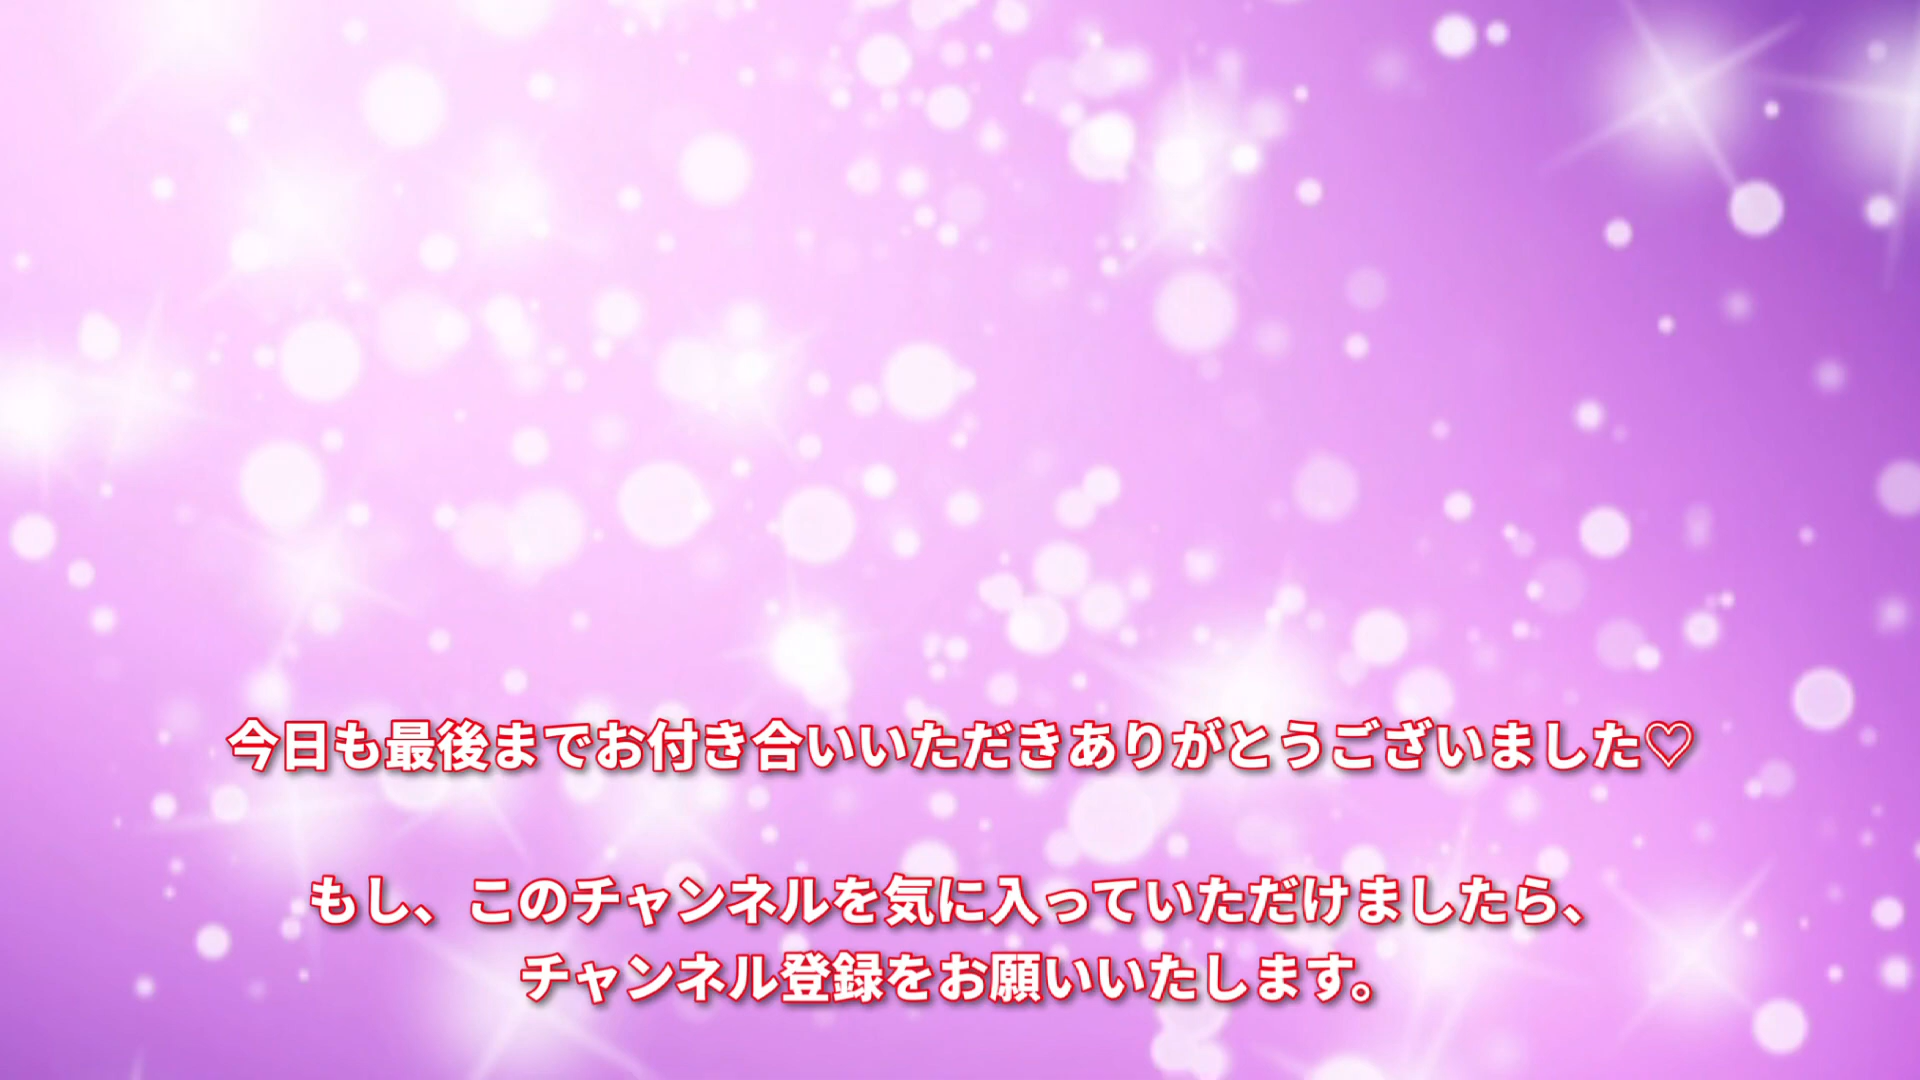 今日も最後までお付き合いいただきありがとうございました♡
もし、このチャンネルを気に入っていただけましたら、
チャンネル登録をお願いいたします。